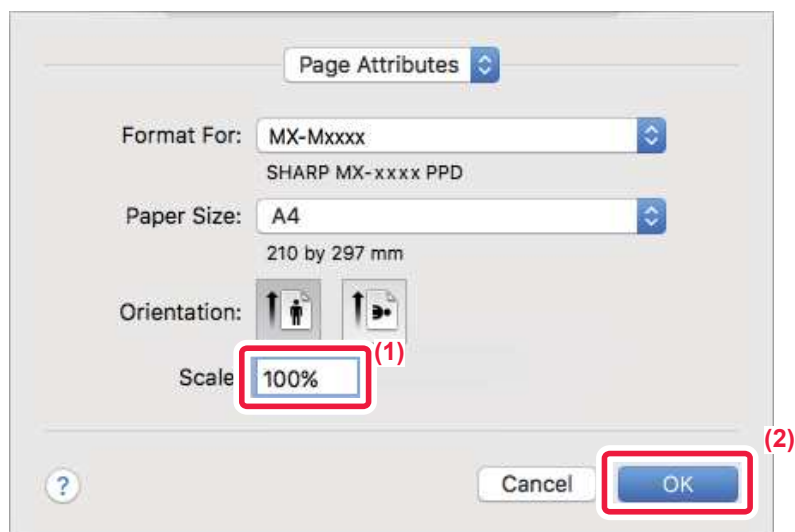 Page Attributes
Format For: MX-Mxxxx
SHARP MX-xxxx PPD
Paper Size: A4
210 by 297 mm
Orientation:
(1)
Scale 100%
(2)
? Cancel OK